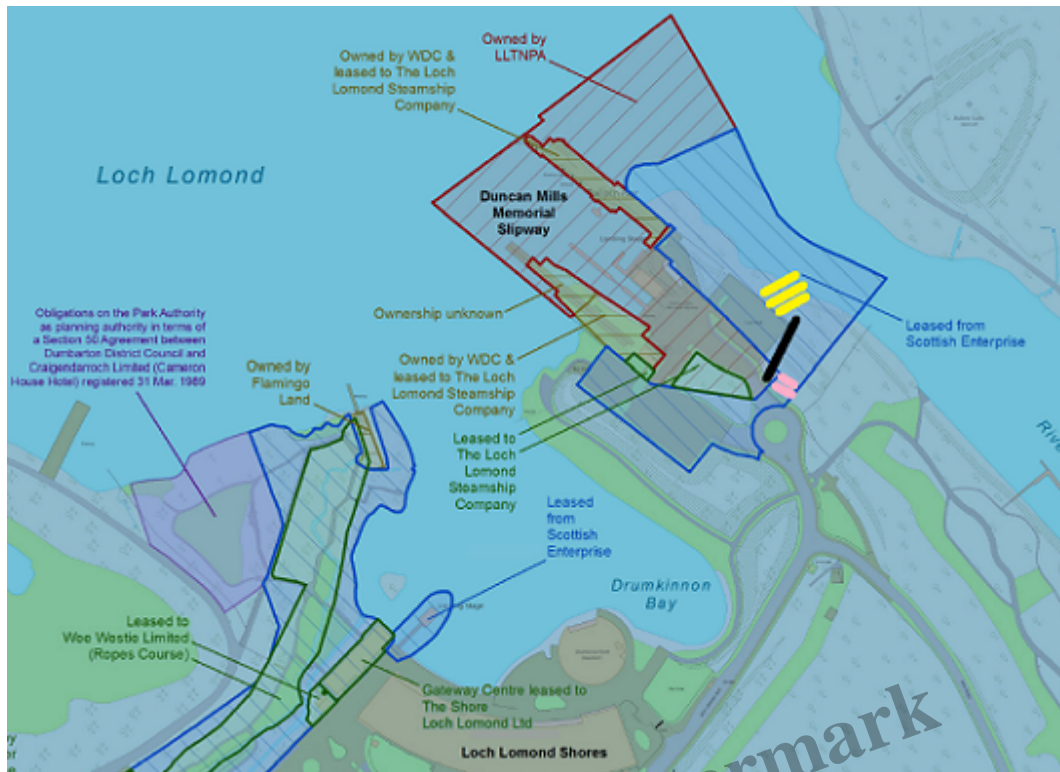 Owned by
LLTNPA
Owned by WDC &
leased to The Loch
Lomond Steamship
Company
Loch Lomond
Duncan Mills
Memorial
Slipway
Obligations on the Park Authority
as planning authority in terms of
a Section 50 Agreement between
Dumbarton District Council and
Craigendarroch Limited (Cameron
House Hotel) registered 31 Mar. 1989
Ownership unknown
Leased from
Scottish Enterprise
Owned by
Flamingo
Land
Owned by WDC &
leased to The Loch
Lomond Steamship
Company
Leased to
The Loch
Lomond
Steamship
Company
Leased
from
Scottish
Enterprise
Drumkinnon
Bay
Leased to
Wee Westie Limited
(Ropes Course)
Gateway Centre leased to
The Shore
Loch Lomond Ltd
Loch Lomond Shores